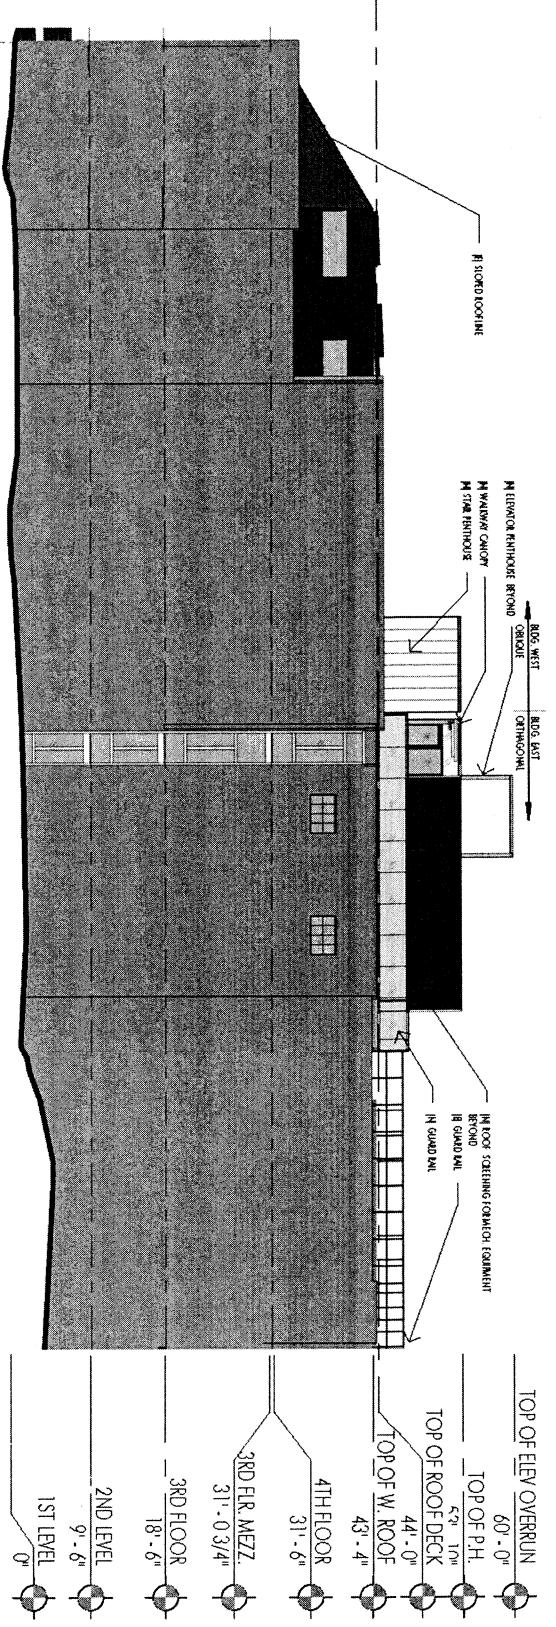 [E] SLOPED ROOFLINE
[N] ELEVATOR PENTHOUSE BEYOND
[N] WALKWAY CANOPY
[N] STAIR PENTHOUSE
BLDG. WEST
OBLIQUE
BLDG. EAST
ORTHAGONAL
[N] ROOF SCREENING FOR MECH. EQUIPMENT
BEYOND
[E] GUARD RAIL
[N] GUARD RAIL
TOP OF ELEV OVERRUN
60' - 0"
TOP OF P.H.
53' - 10"
TOP OF ROOF DECK
44' - 0"
TOP OF W. ROOF
43' - 4"
4TH FLOOR
31' - 6"
3RD FLR. MEZZ.
31' - 0 3/4"
3RD FLOOR
18' - 6"
2ND LEVEL
9' - 6"
1ST LEVEL
0"